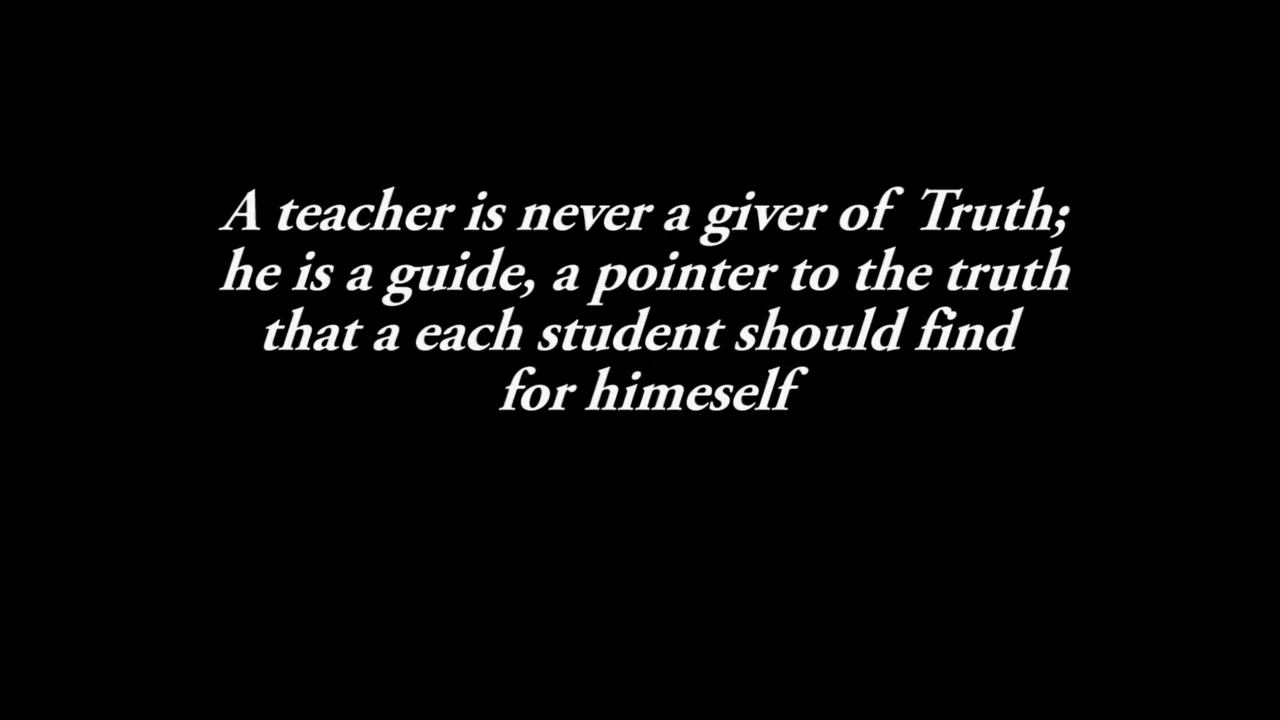 A teacher is never a giver of Truth;
he is a guide, a pointer to the truth
that a each student should find
for himeself